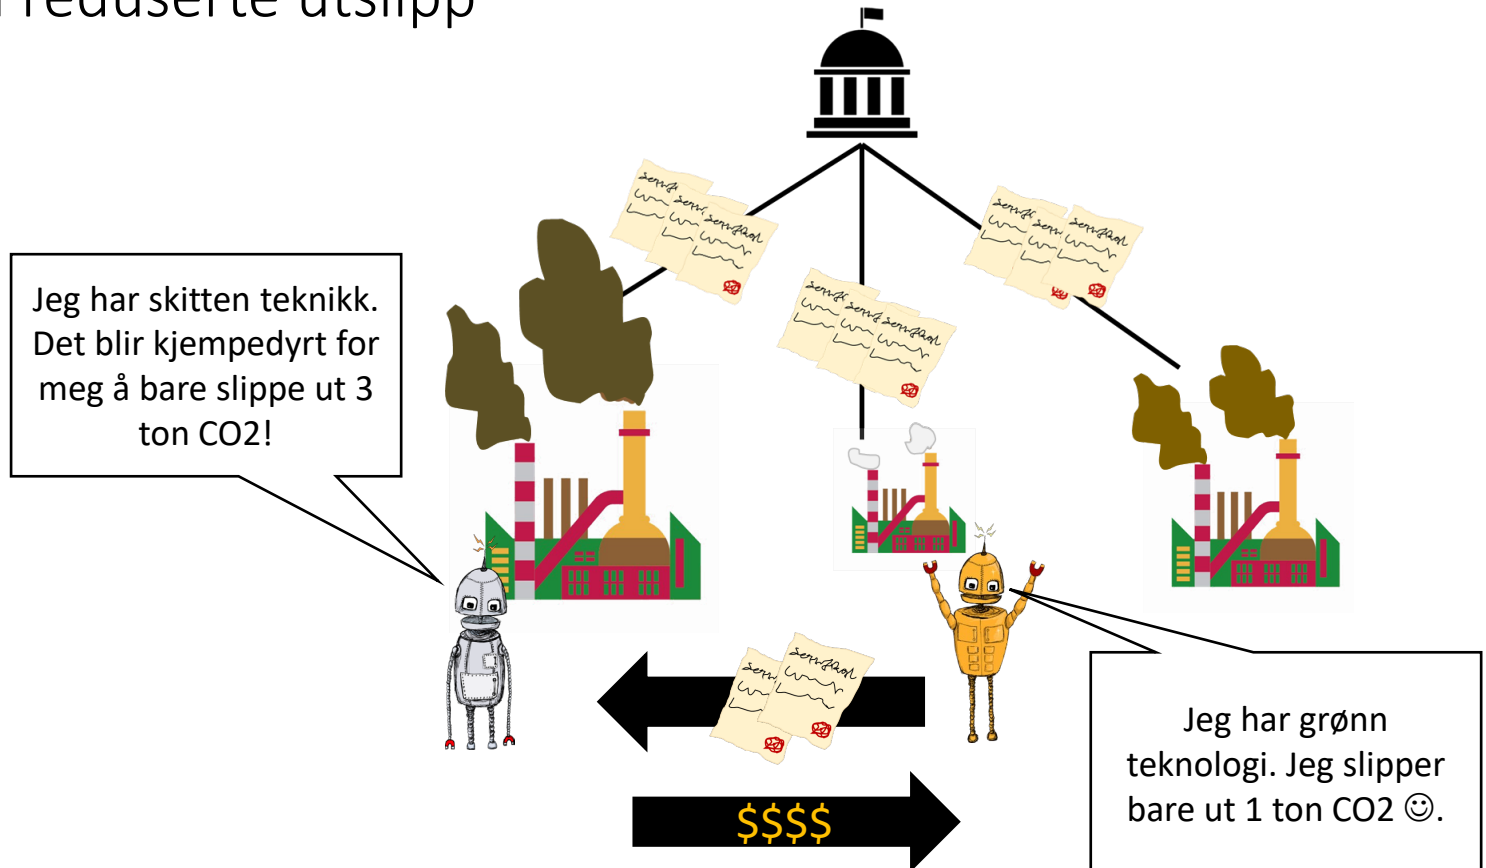 reduserte utslipp
Jeg har skitten teknikk.
Det blir kjempedyrt for
meg å bare slippe ut 3
ton CO2!
$$$$
Jeg har grønn
teknologi. Jeg slipper
bare ut 1 ton CO2 ☺.